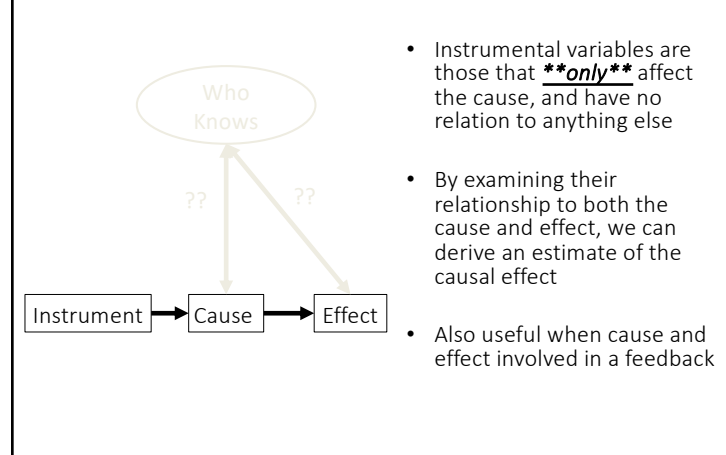 Who
Knows
??
??
Instrument
Cause
Effect
• Instrumental variables are
those that **only** affect
the cause, and have no
relation to anything else
• By examining their
relationship to both the
cause and effect, we can
derive an estimate of the
causal effect
• Also useful when cause and
effect involved in a feedback